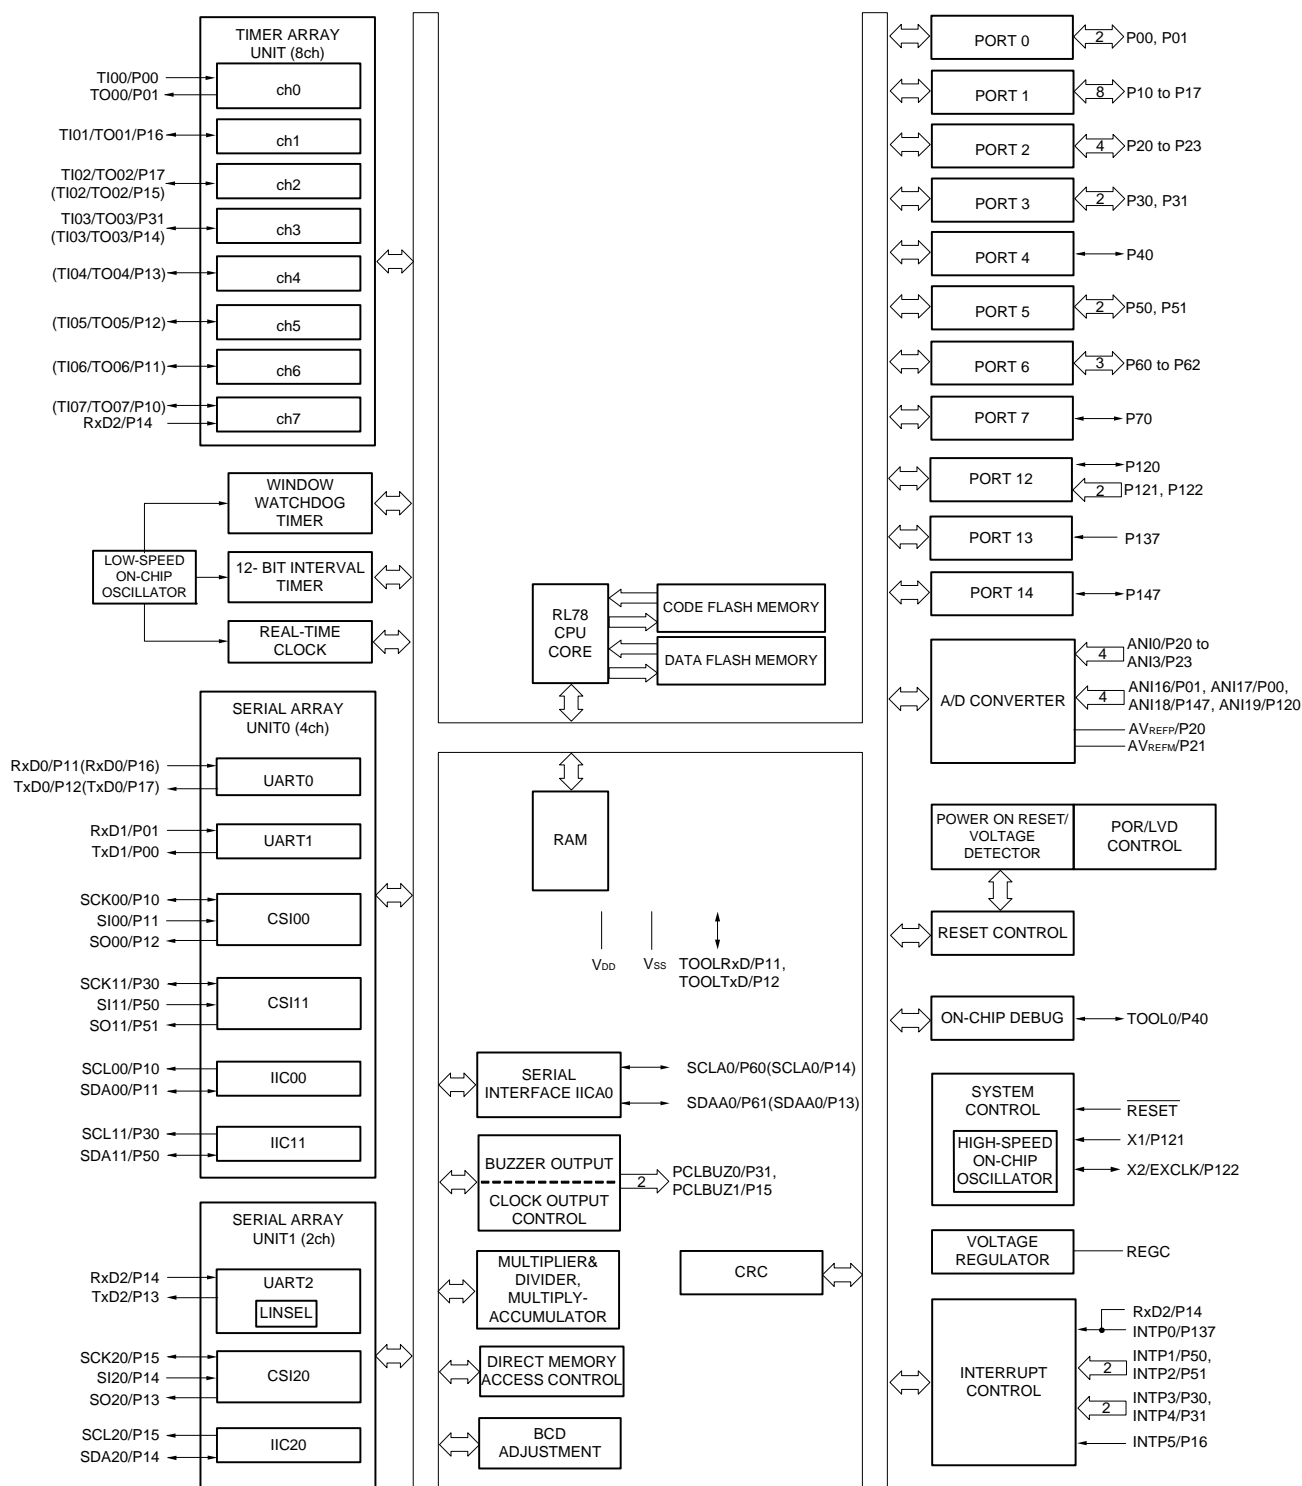 TIMER ARRAY
UNIT (8ch)
TI00/P00
TO00/P01
ch0
TI01/TO01/P16
ch1
TI02/TO02/P17
(TI02/TO02/P15)
ch2
TI03/TO03/P31
(TI03/TO03/P14)
ch3
(TI04/TO04/P13)
ch4
(TI05/TO05/P12)
ch5
(TI06/TO06/P11)
ch6
(TI07/TO07/P10)
RxD2/P14
ch7
WINDOW
WATCHDOG
TIMER
LOW-SPEED
ON-CHIP
OSCILLATOR
12- BIT INTERVAL
TIMER
REAL-TIME
CLOCK
SERIAL ARRAY
UNIT0 (4ch)
RxD0/P11(RxD0/P16)
TxD0/P12(TxD0/P17)
UART0
RxD1/P01
TxD1/P00
UART1
SCK00/P10
SI00/P11
SO00/P12
CSI00
SCK11/P30
SI11/P50
SO11/P51
CSI11
SCL00/P10
SDA00/P11
IIC00
SCL11/P30
SDA11/P50
IIC11
SERIAL ARRAY
UNIT1 (2ch)
RxD2/P14
TxD2/P13
UART2
LINSEL
SCK20/P15
SI20/P14
SO20/P13
CSI20
SCL20/P15
SDA20/P14
IIC20
RL78
CPU
CORE
CODE FLASH MEMORY
DATA FLASH MEMORY
RAM
VDD
VSS
TOOLRxD/P11,
TOOLTxD/P12
SERIAL
INTERFACE IICA0
SCLA0/P60(SCLA0/P14)
SDAA0/P61(SDAA0/P13)
BUZZER OUTPUT
CLOCK OUTPUT
CONTROL
2
PCLBUZ0/P31,
PCLBUZ1/P15
MULTIPLIER&
DIVIDER,
MULTIPLY-
ACCUMULATOR
CRC
DIRECT MEMORY
ACCESS CONTROL
BCD
ADJUSTMENT
PORT 0
2
P00, P01
PORT 1
8
P10 to P17
PORT 2
4
P20 to P23
PORT 3
2
P30, P31
PORT 4
P40
PORT 5
2
P50, P51
PORT 6
3
P60 to P62
PORT 7
P70
PORT 12
P120
2
P121, P122
PORT 13
P137
PORT 14
P147
A/D CONVERTER
4
ANI0/P20 to
ANI3/P23
4
ANI16/P01, ANI17/P00,
ANI18/P147, ANI19/P120
AVREFP/P20
AVREFM/P21
POWER ON RESET/
VOLTAGE
DETECTOR
POR/LVD
CONTROL
RESET CONTROL
ON-CHIP DEBUG
TOOL0/P40
SYSTEM
CONTROL
HIGH-SPEED
ON-CHIP
OSCILLATOR
RESET
X1/P121
X2/EXCLK/P122
VOLTAGE
REGULATOR
REGC
INTERRUPT
CONTROL
RxD2/P14
INTP0/P137
2
INTP1/P50,
INTP2/P51
2
INTP3/P30,
INTP4/P31
INTP5/P16